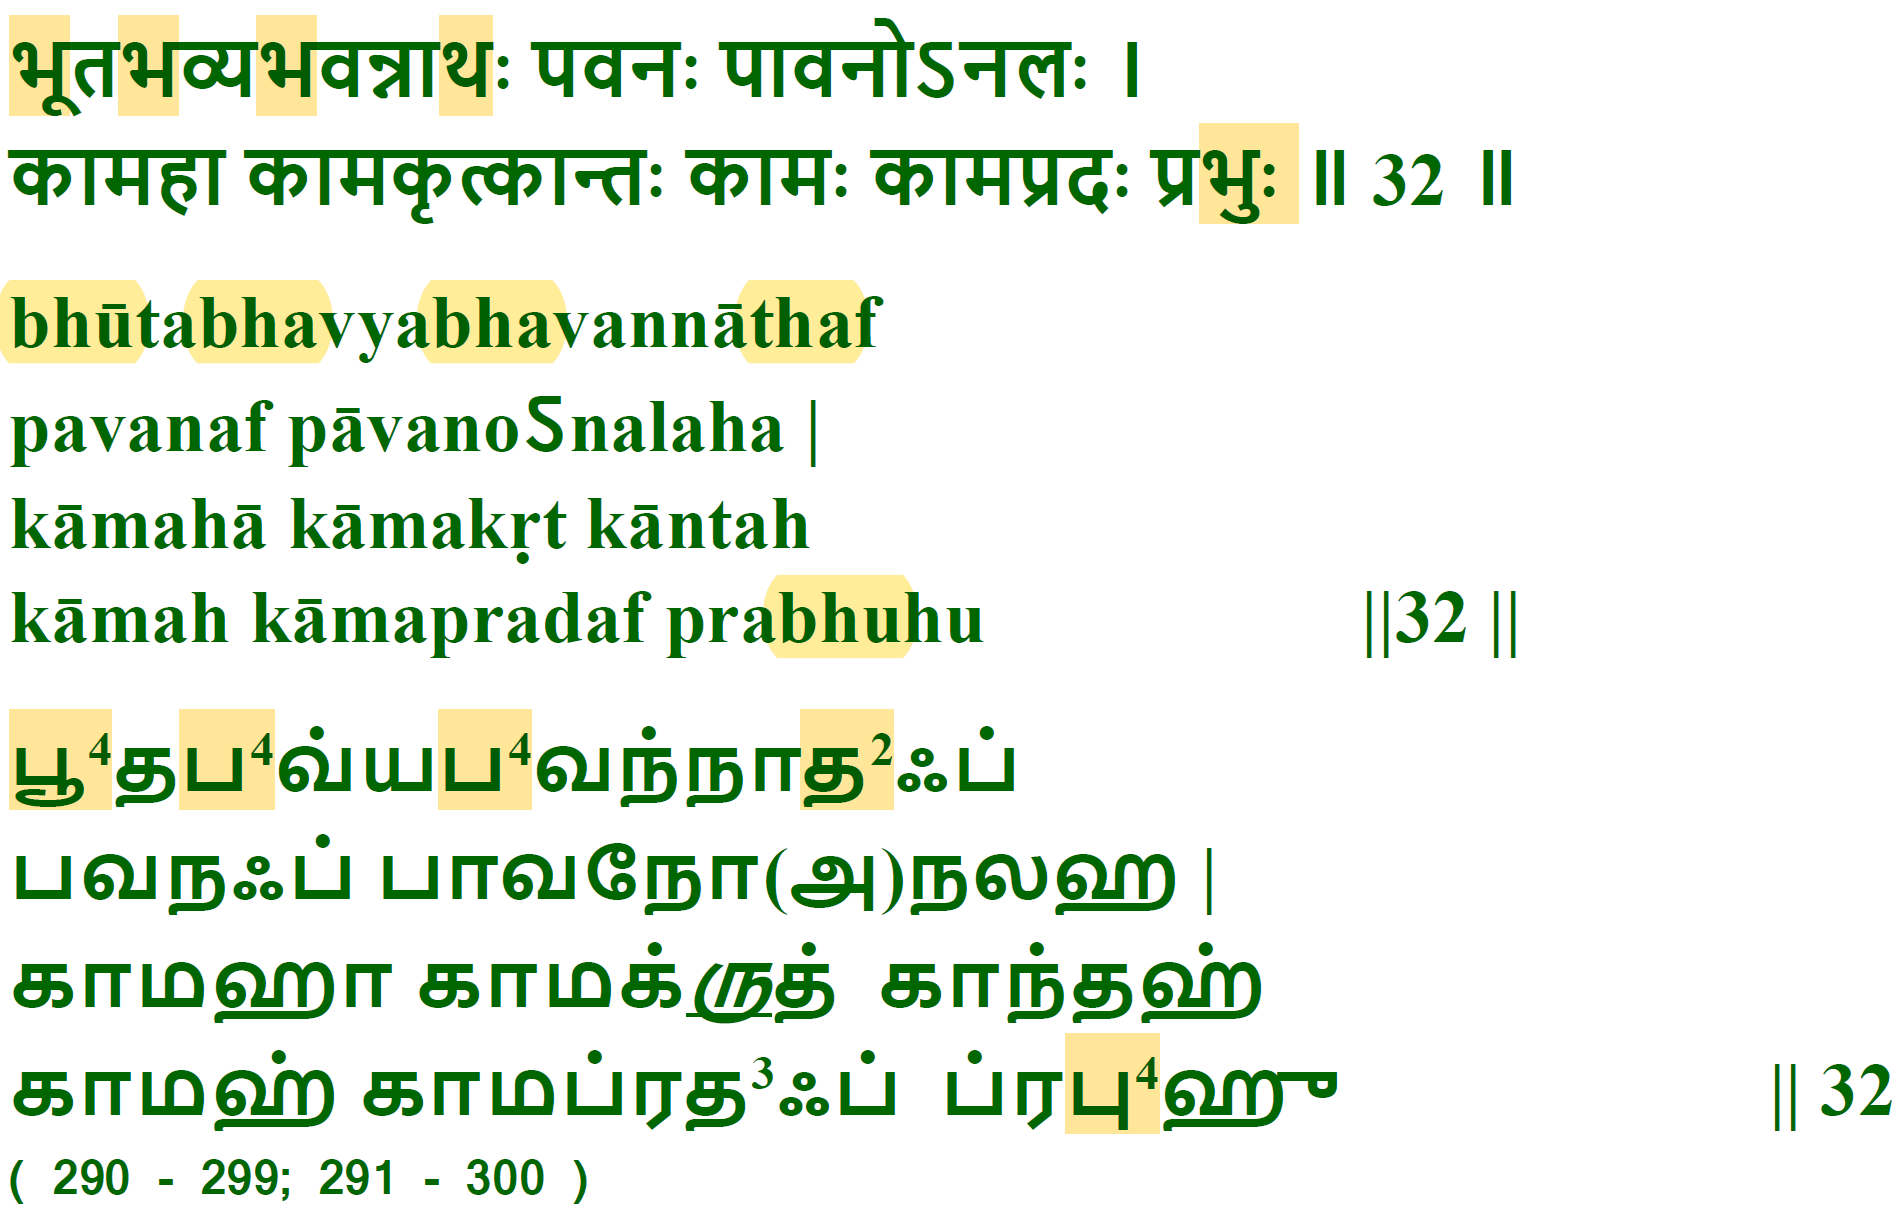 भूतभव्यभवन्नाथः पवनः पावनोऽनलः ।
कामहा कामकृत्कान्तः कामः कामप्रदः प्रभुः ॥ 32 ॥
bhūtabhavyabhavannāthaf
pavanaf pāvanoऽnalaha |
kāmahā kāmakṛt kāntah
kāmah kāmapradaf prabhuhu ||32 ||
பூ⁴தப⁴வ்யப⁴வந்நாத²ஃப்
பவநஃப் பாவநோ(அ)நலஹ |
காமஹா காமக்ருத் காந்தஹ்
காமஹ் காமப்ரத³ஃப் ப்ரபு⁴ஹு || 32
( 290 - 299; 291 - 300 )